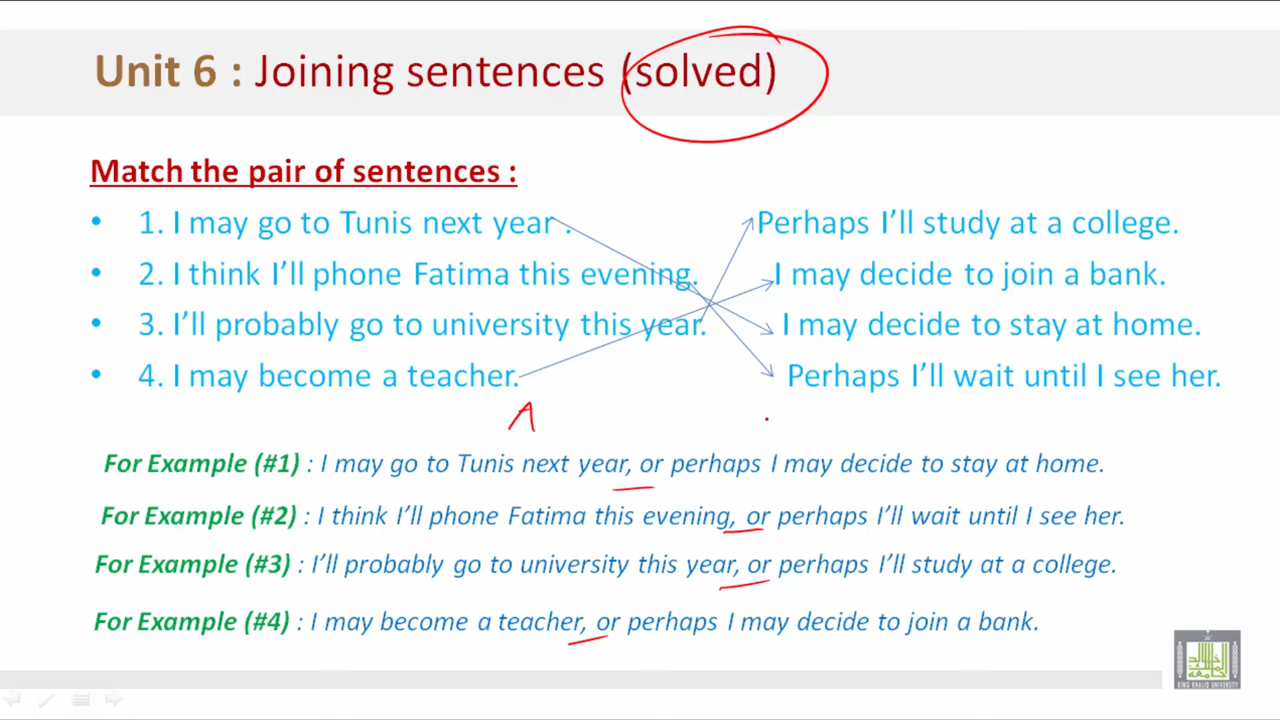 Unit 6 : Joining sentences (solved)
Match the pair of sentences :
• 1. I may go to Tunis next year . Perhaps I'll study at a college.
• 2. I think I'll phone Fatima this evening. I may decide to join a bank.
• 3. I'll probably go to university this year. I may decide to stay at home.
• 4. I may become a teacher. Perhaps I'll wait until I see her.
A
For Example (#1) : I may go to Tunis next year, or perhaps I may decide to stay at home.
For Example (#2) : I think I'll phone Fatima this evening, or perhaps I'll wait until I see her.
For Example (#3) : I'll probably go to university this year, or perhaps I'll study at a college.
For Example (#4) : I may become a teacher, or perhaps I may decide to join a bank.
KING KHALID UNIVERSITY